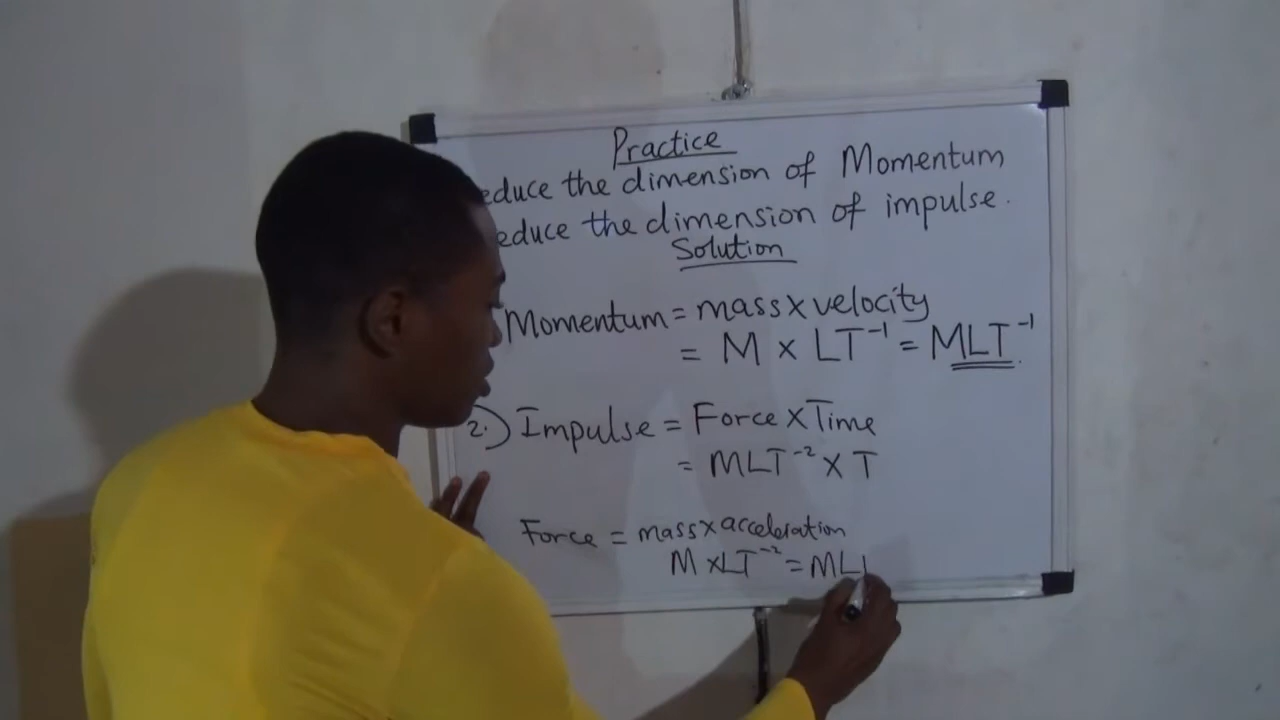 Practice
educe the dimension of Momentum
educe the dimension of impulse.
Solution
Momentum = mass x velocity
= M x LT⁻¹ = MLT⁻¹
2.) Impulse = Force x Time
= MLT⁻² x T
Force = mass x acceleration
M x LT⁻² = ML